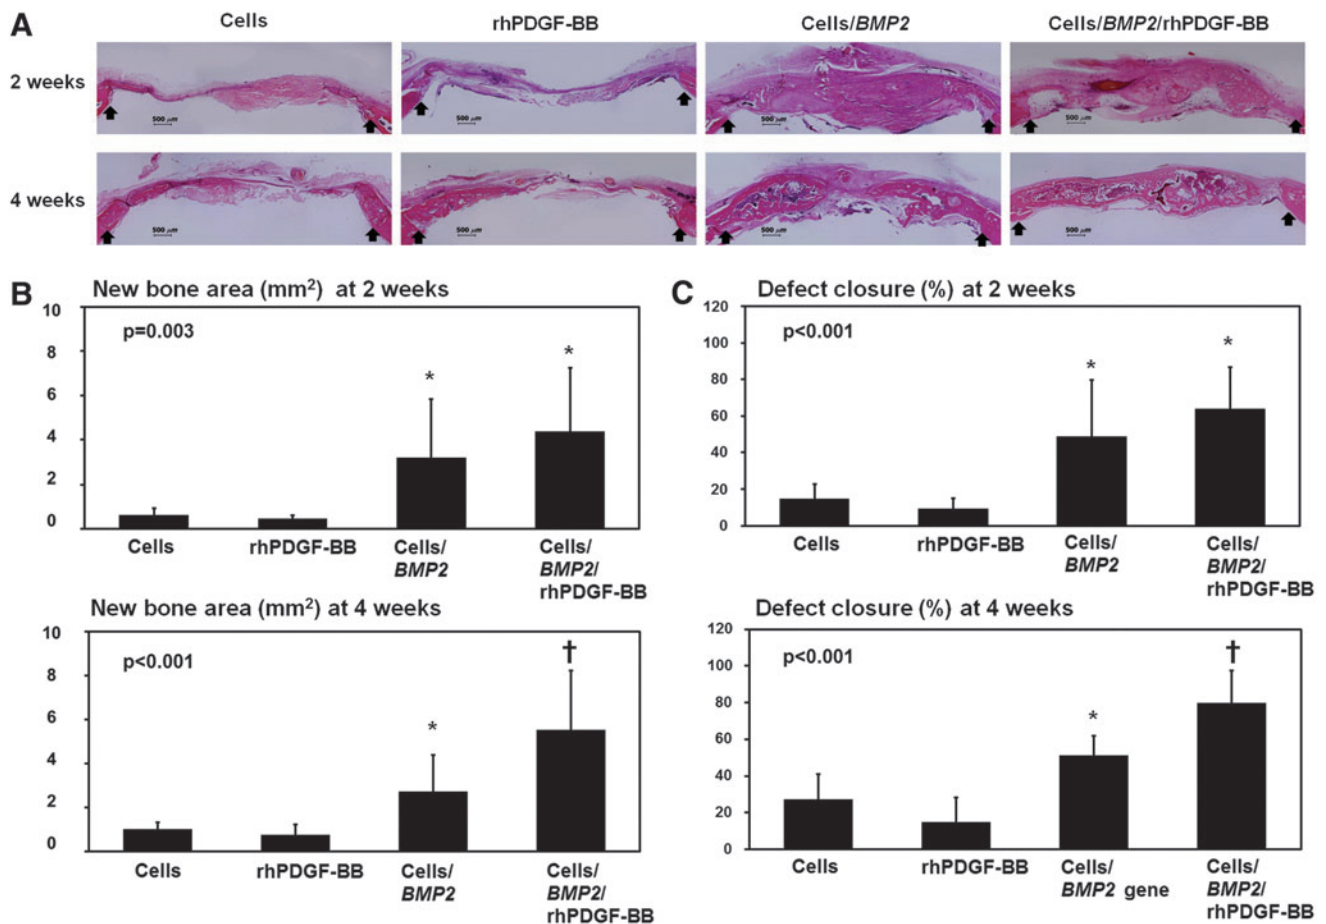 A
Cells
rhPDGF-BB
Cells/BMP2
Cells/BMP2/rhPDGF-BB
2 weeks
500 μm
500 μm
500 μm
500 μm
4 weeks
500 μm
500 μm
500 μm
500 μm
B
New bone area (mm²) at 2 weeks
10
8
6
4
2
0
p=0.003
*
*
Cells
rhPDGF-BB
Cells/
BMP2
Cells/
BMP2/
rhPDGF-BB
New bone area (mm²) at 4 weeks
10
8
6
4
2
0
p<0.001
*
†
Cells
rhPDGF-BB
Cells/
BMP2
Cells/
BMP2/
rhPDGF-BB
C
Defect closure (%) at 2 weeks
120
100
80
60
40
20
0
p<0.001
*
*
Cells
rhPDGF-BB
Cells/
BMP2
Cells/
BMP2/
rhPDGF-BB
Defect closure (%) at 4 weeks
120
100
80
60
40
20
0
p<0.001
*
†
Cells
rhPDGF-BB
Cells/
BMP2 gene
Cells/
BMP2/
rhPDGF-BB